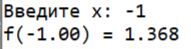 Введите x: -1
f(-1.00) = 1.368